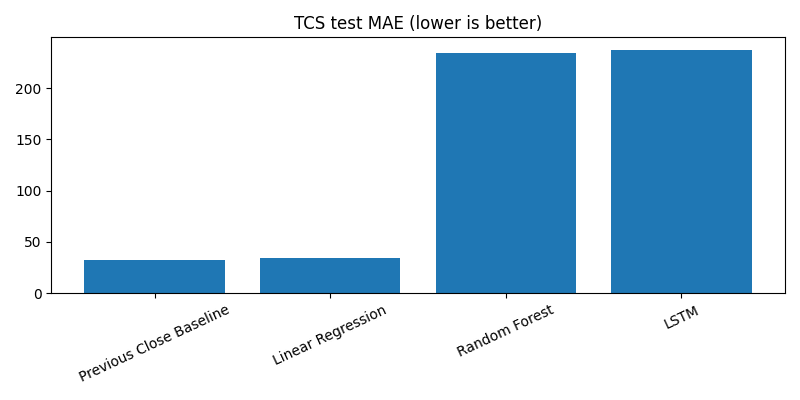 TCS test MAE (lower is better)
200
150
100
50
0
Previous Close Baseline
Linear Regression
Random Forest
LSTM